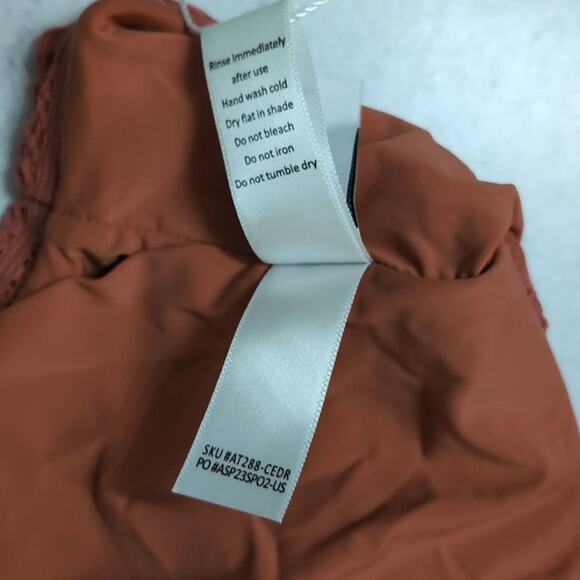 Rinse immediately
after use
Hand wash cold
Dry flat in shade
Do not bleach
Do not iron
Do not tumble dry
SKU #AT288-CEDR
PO #ASP23SPO2-US